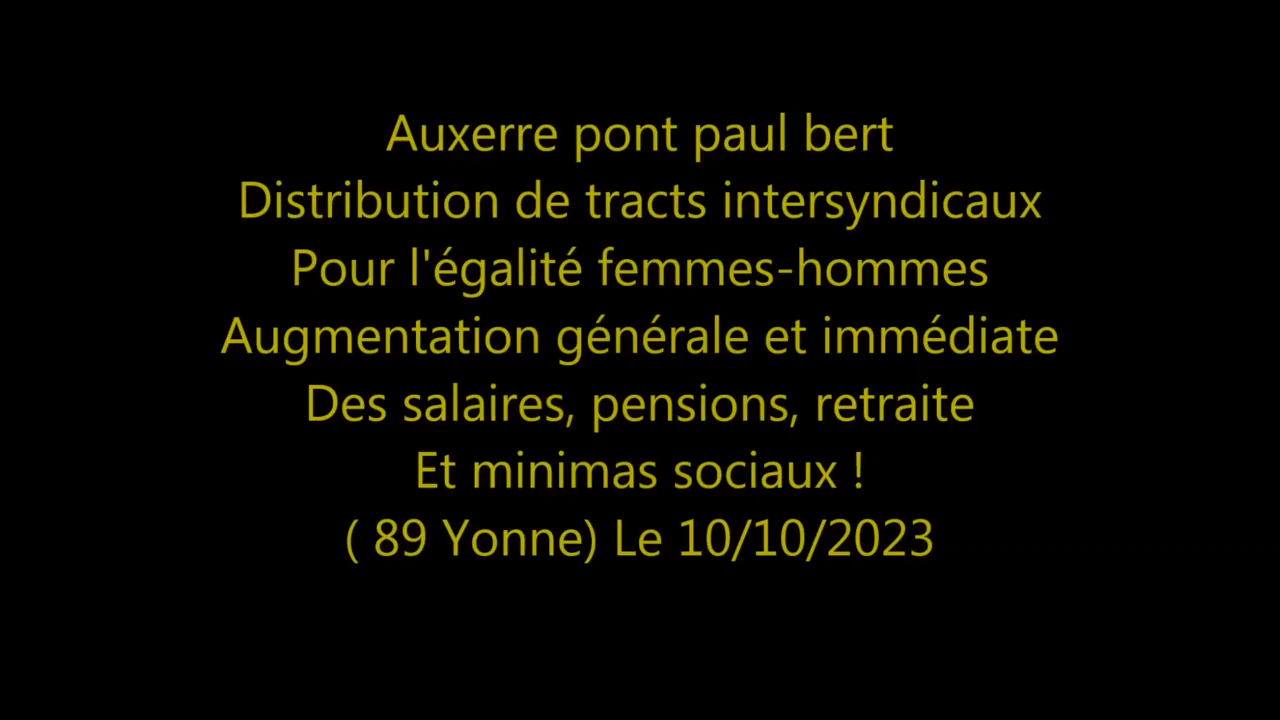 Auxerre pont paul bert
Distribution de tracts intersyndicaux
Pour l'égalité femmes-hommes
Augmentation générale et immédiate
Des salaires, pensions, retraite
Et minimas sociaux !
( 89 Yonne) Le 10/10/2023